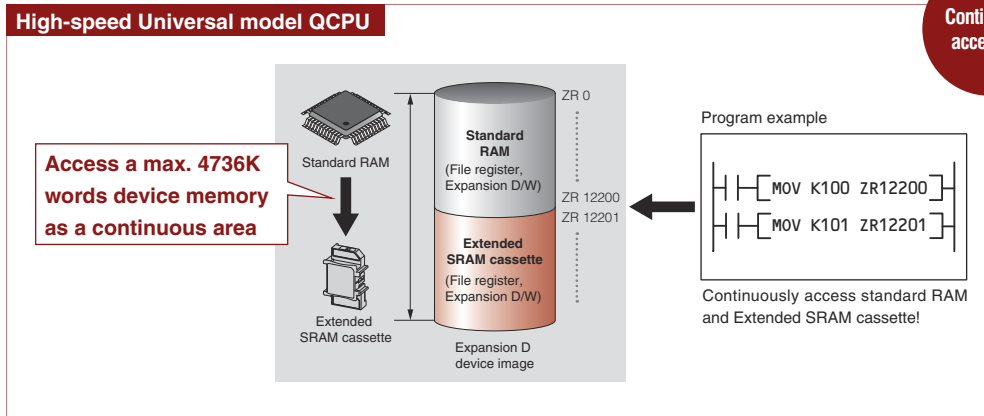 High-speed Universal model QCPU
Access a max. 4736K
words device memory
as a continuous area
Standard RAM
Extended
SRAM cassette
ZR 0
Standard
RAM
(File register,
Expansion D/W)
ZR 12200
ZR 12201
Extended
SRAM cassette
(File register,
Expansion D/W)
Expansion D
device image
Program example
MOV K100 ZR12200
MOV K101 ZR12201
Continuously access standard RAM
and Extended SRAM cassette!